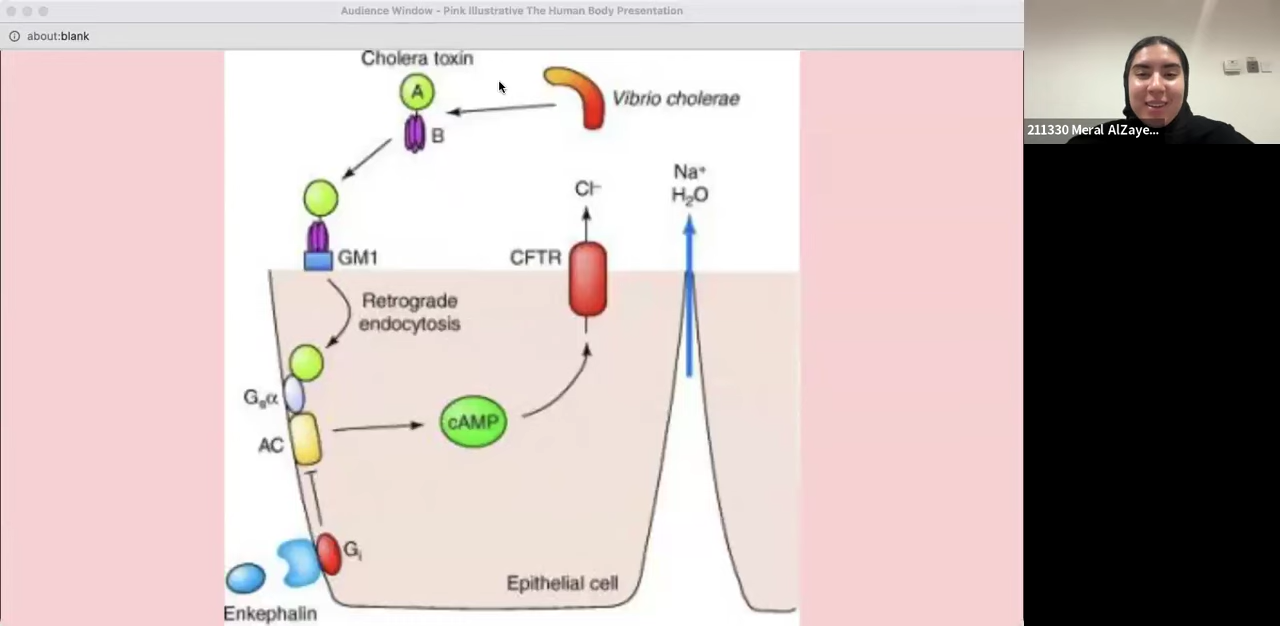 Audience Window - Pink Illustrative The Human Body Presentation
about:blank
Cholera toxin
A
B
Vibrio cholerae
GM1
Retrograde
endocytosis
Gsα
AC
cAMP
CFTR
Cl⁻
Na⁺
H₂O
Gi
Enkephalin
Epithelial cell
211330 Meral AlZaye...